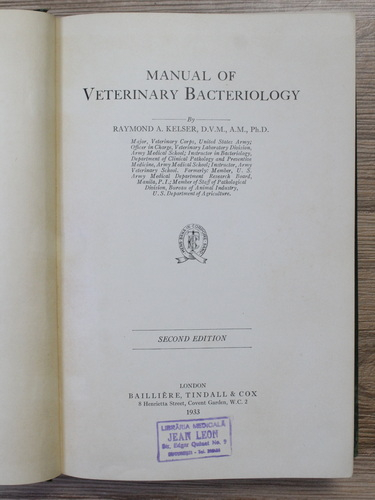 MANUAL OF
VETERINARY BACTERIOLOGY
By
RAYMOND A. KELSER, D.V.M., A.M., Ph.D.
Major, Veterinary Corps, United States Army;
Officer in Charge, Veterinary Laboratory Division,
Army Medical School; Instructor in Bacteriology,
Department of Clinical Pathology and Preventive
Medicine, Army Medical School; Instructor, Army
Veterinary School. Formerly: Member, U. S.
Army Medical Department Research Board,
Manila, P.I.; Member of Staff of Pathological
Division, Bureau of Animal Industry,
U. S. Department of Agriculture.
SECOND EDITION
LONDON
BAILLIÈRE, TINDALL & COX
8 Henrietta Street, Covent Garden, W.C. 2
1933
LIBRĂRIA MEDICALĂ
JEAN LEON
Edgar Quinet No.